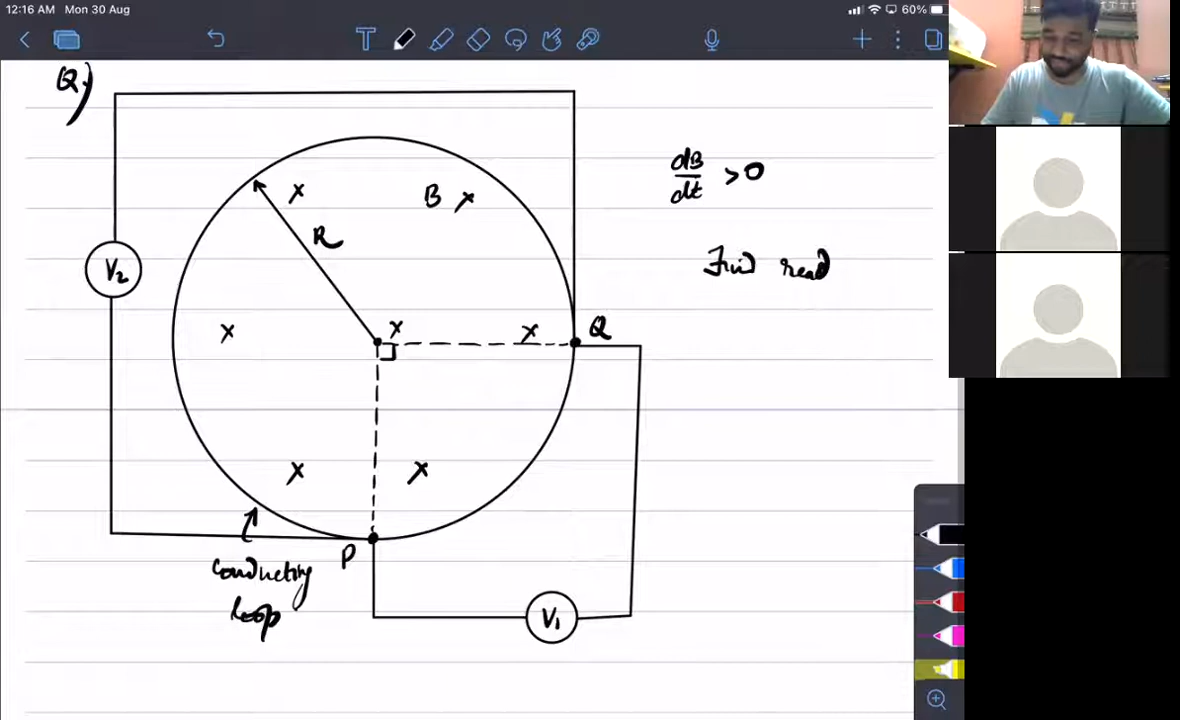 12:16 AM Mon 30 Aug
60%
T
Q)
x
B x
dB/dt > 0
R
V₂
Find read
x
x
x
Q
x
x
P
conducting
loop
V₁